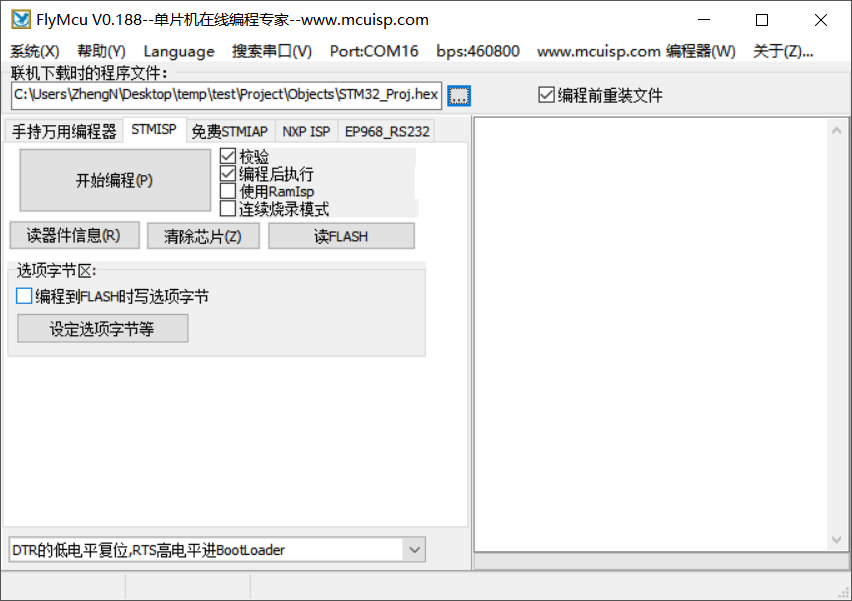 FlyMcu V0.188--单片机在线编程专家--www.mcuisp.com
系统(X) 帮助(Y) Language 搜索串口(V) Port:COM16 bps:460800 www.mcuisp.com 编程器(W) 关于(Z)...
联机下载时的程序文件:
C:\Users\ZhengN\Desktop\temp\test\Project\Objects\STM32_Proj.hex ... 编程前重装文件
手持万用编程器 STMISP 免费STMIAP NXP ISP EP968_RS232
开始编程(P)
校验
编程后执行
使用RamIsp
连续烧录模式
读器件信息(R) 清除芯片(Z) 读FLASH
选项字节区:
编程到FLASH时写选项字节
设定选项字节等
DTR的低电平复位,RTS高电平进BootLoader